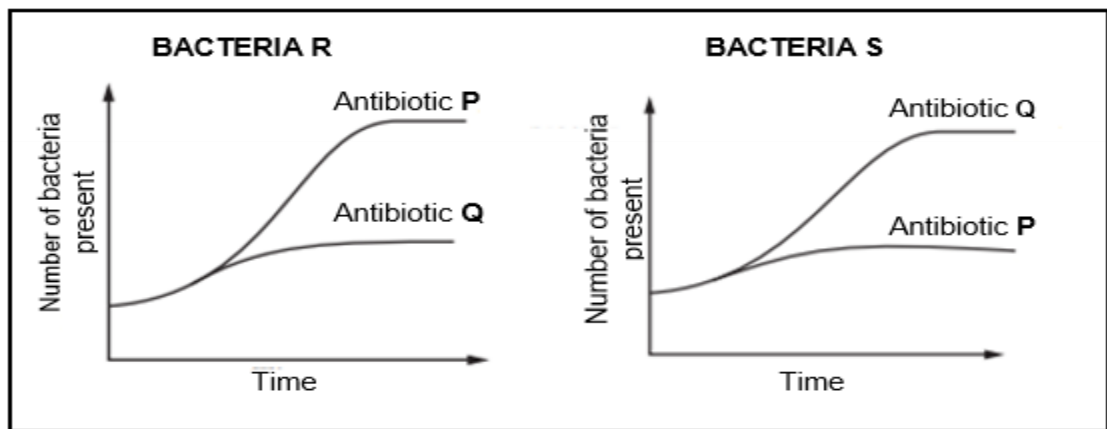 BACTERIA R
Antibiotic P
Antibiotic Q
Number of bacteria
present
Time
BACTERIA S
Antibiotic Q
Antibiotic P
Number of bacteria
present
Time